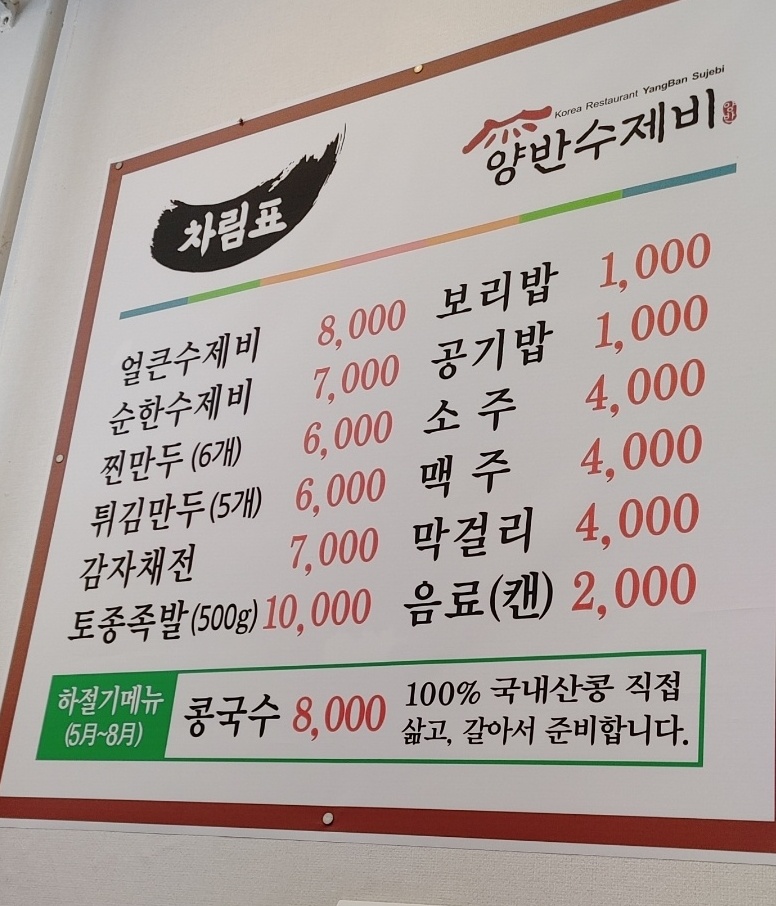 Korea Restaurant YangBan Sujebi
양반수제비
차림표
얼큰수제비 8,000
순한수제비 7,000
찐만두 (6개) 6,000
튀김만두 (5개) 6,000
감자채전 7,000
토종족발 (500g) 10,000
보리밥 1,000
공기밥 1,000
소 주 4,000
맥 주 4,000
막걸리 4,000
음료(캔) 2,000
하절기메뉴
(5月~8月)
콩국수 8,000
100% 국내산콩 직접
삶고, 갈아서 준비합니다.